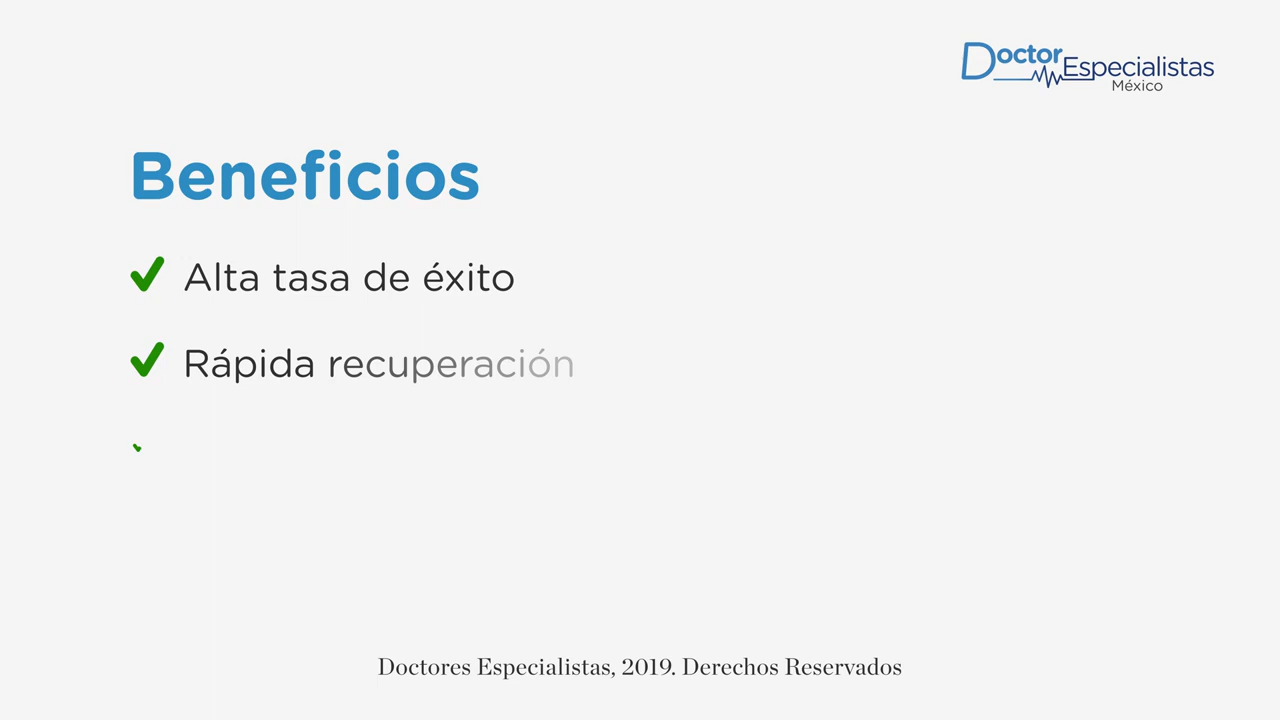 Doctor Especialistas
México
Beneficios
Alta tasa de éxito
Rápida recuperación
Doctores Especialistas, 2019. Derechos Reservados